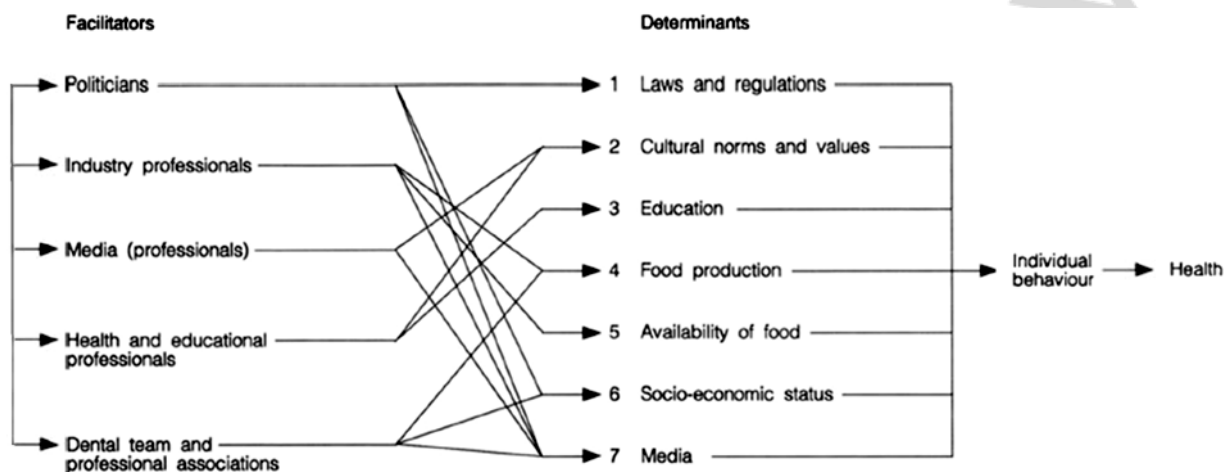 Facilitators
Determinants
Politicians
1 Laws and regulations
Industry professionals
2 Cultural norms and values
3 Education
Media (professionals)
4 Food production
Individual
behaviour
Health
Health and educational
professionals
5 Availability of food
6 Socio-economic status
Dental team and
professional associations
7 Media